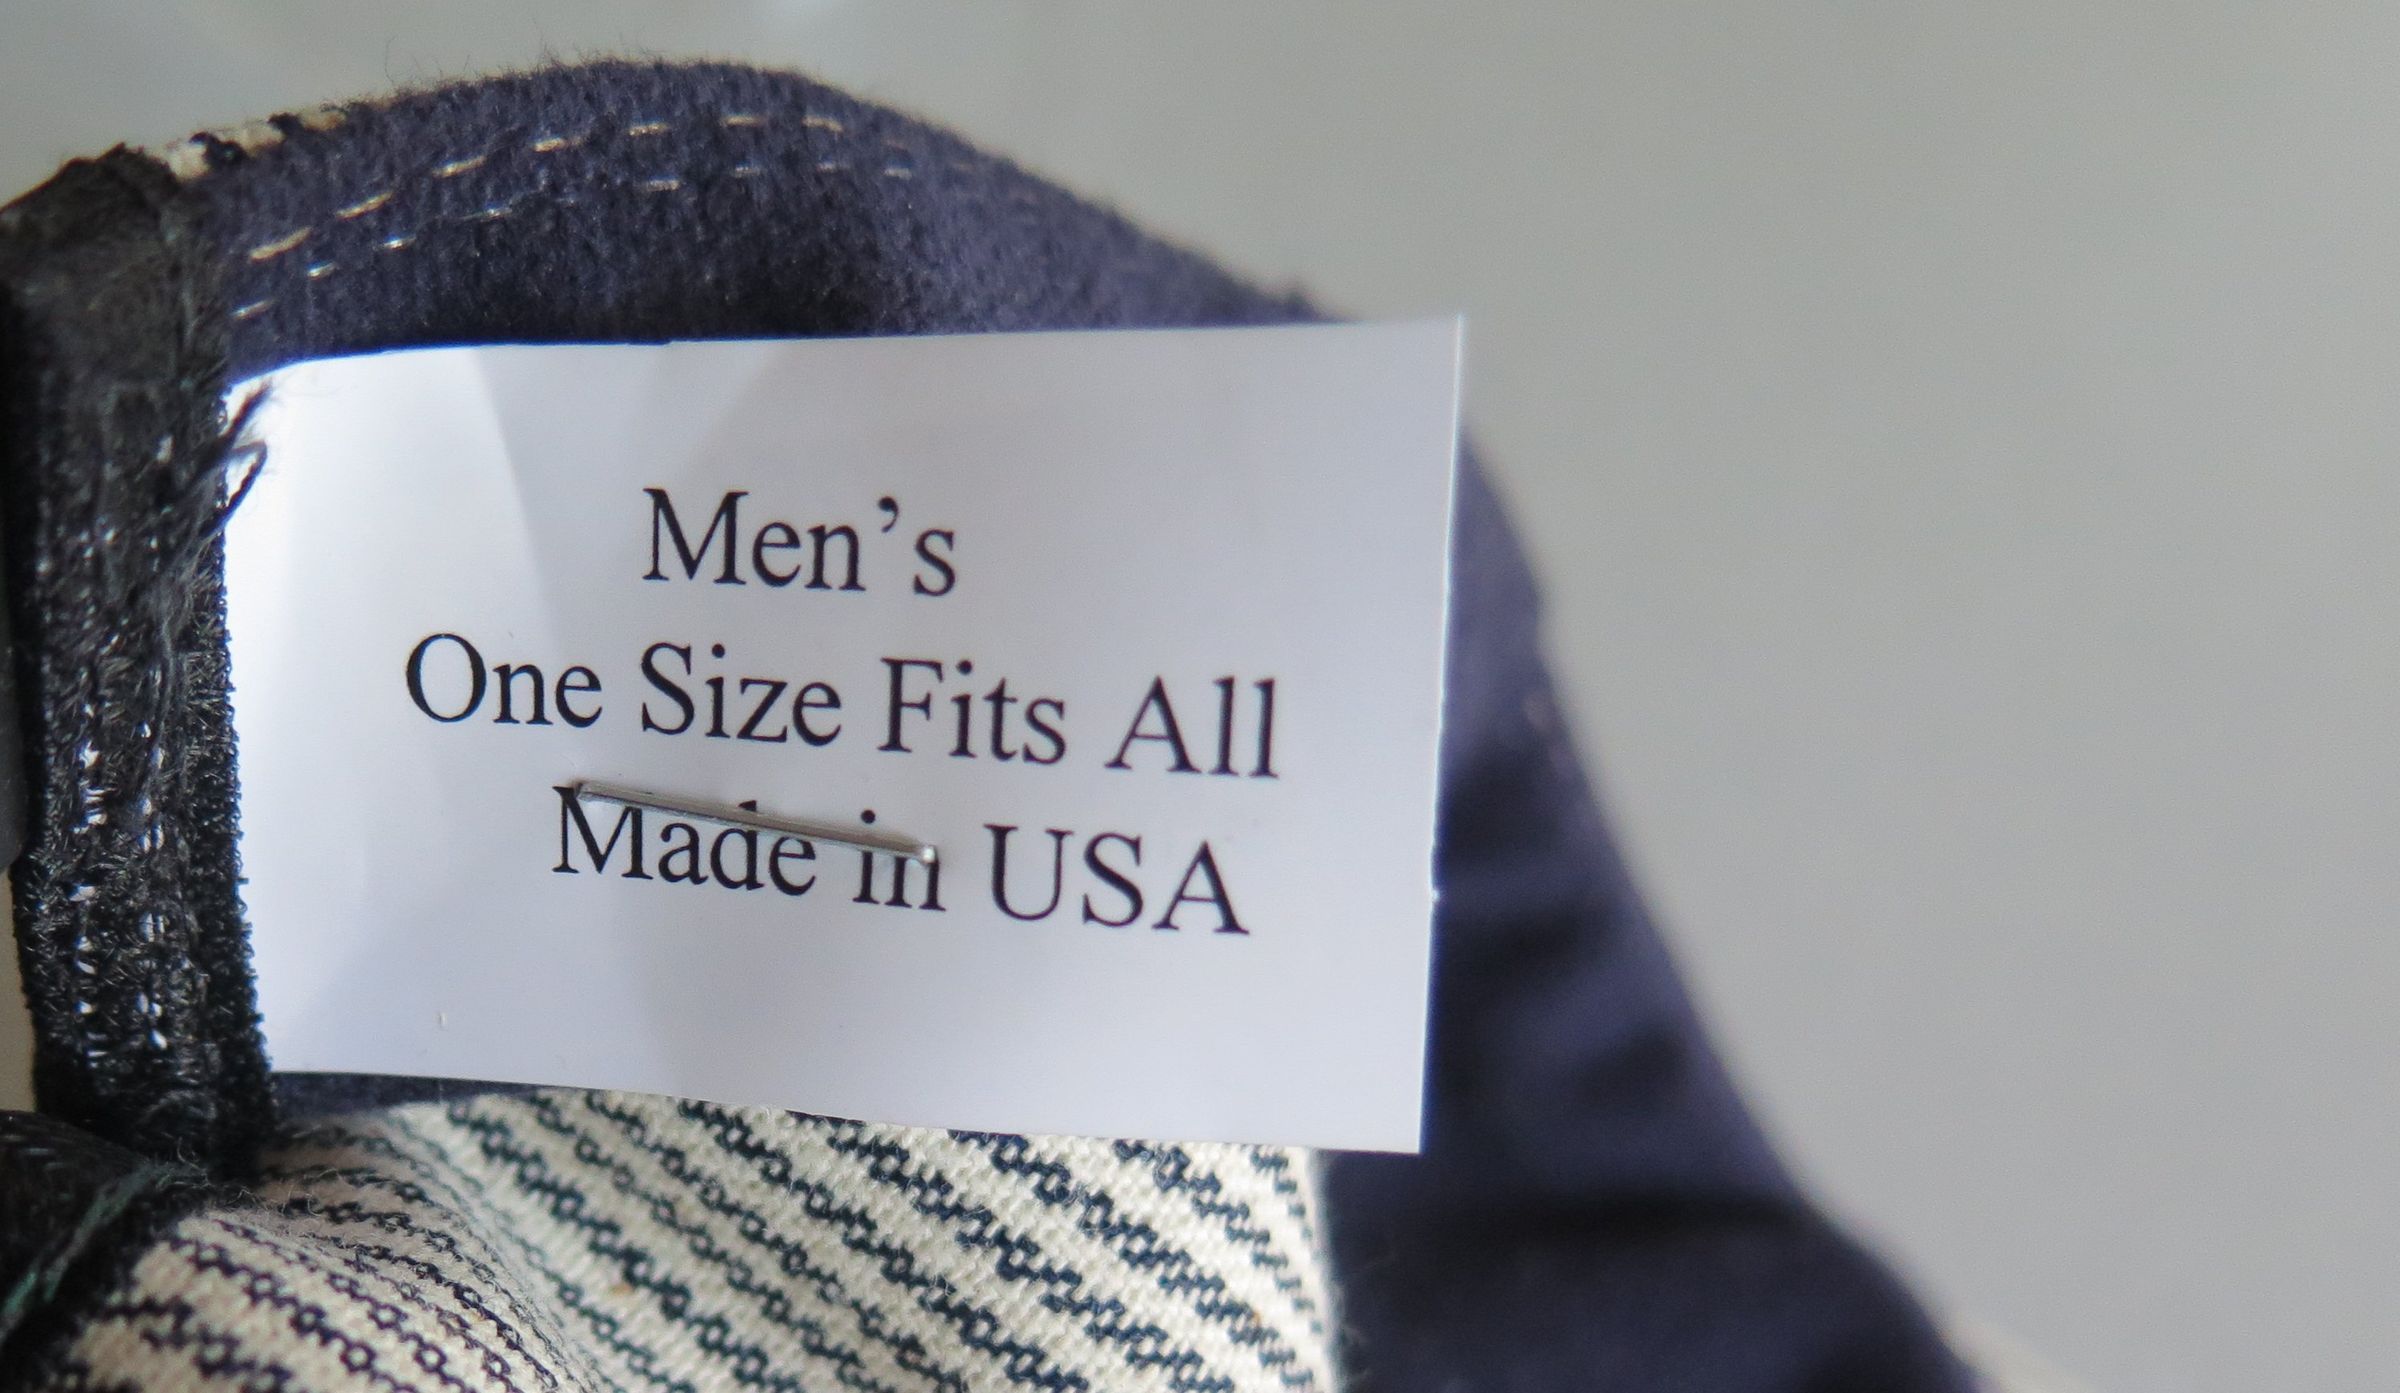 Men’s
One Size Fits All
Made in USA